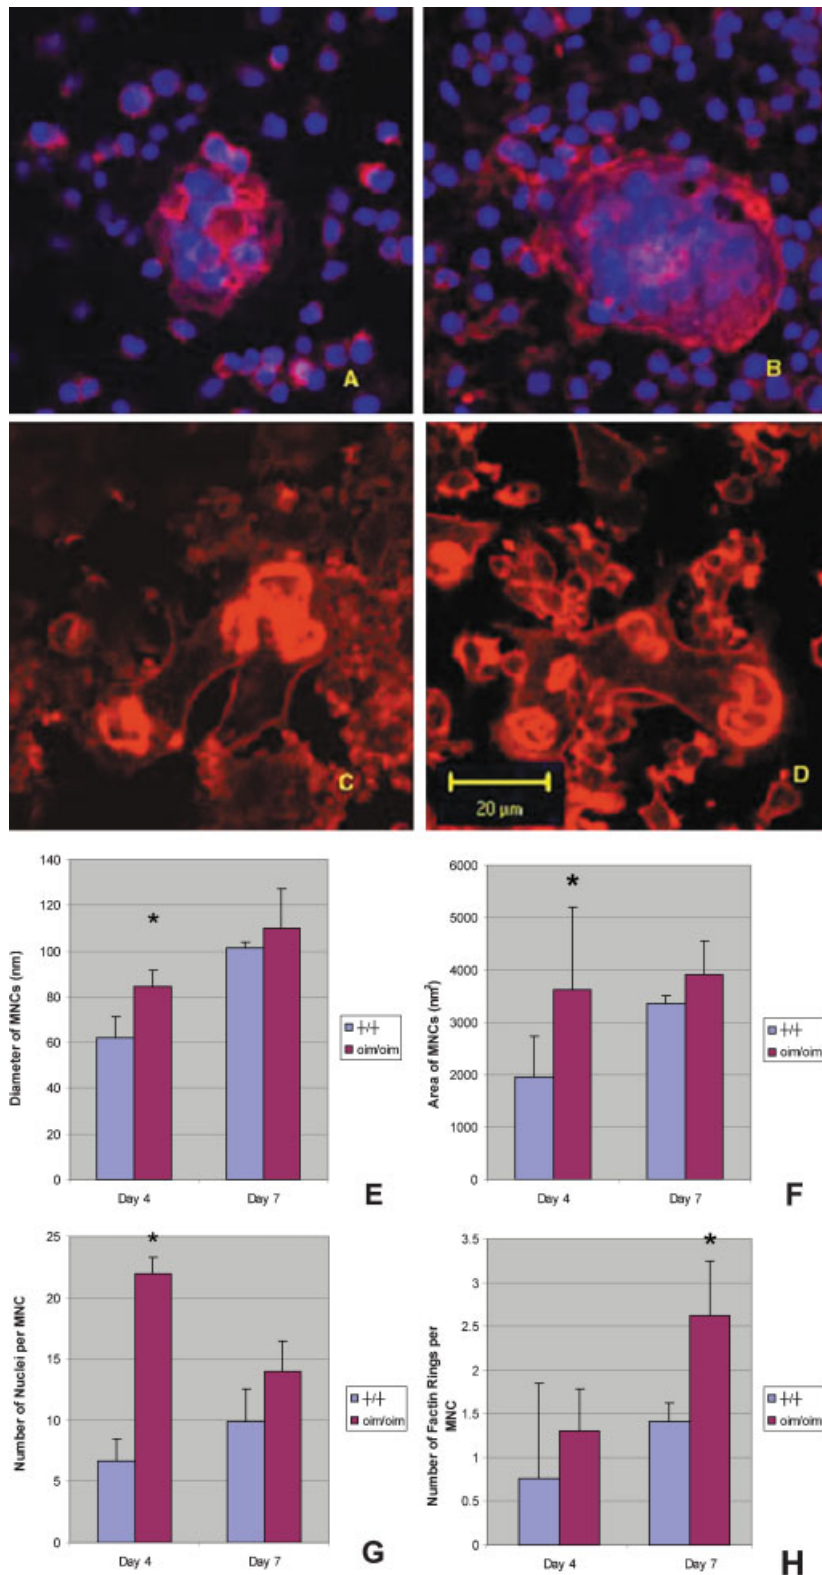 A
B
C
20 µm
D
140
120
100
80
60
40
20
0
Diameter of MNCs (nm)
*
Day 4
Day 7
+/+
oim/oim
E
6000
5000
4000
3000
2000
1000
0
Area of MNCs (nm²)
*
Day 4
Day 7
+/+
oim/oim
F
25
20
15
10
5
0
Number of Nuclei per MNC
*
Day 4
Day 7
+/+
oim/oim
G
3.5
3
2.5
2
1.5
1
0.5
0
Number of Factin Rings per
MNC
*
Day 4
Day 7
+/+
oim/oim
H